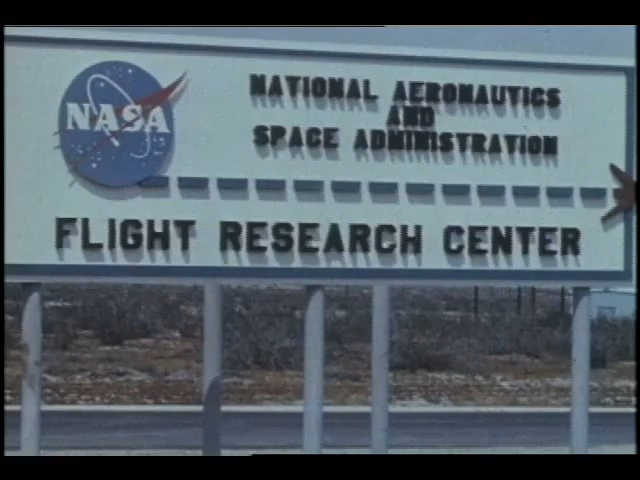 NASA
NATIONAL AERONAUTICS
AND
SPACE ADMINISTRATION
FLIGHT RESEARCH CENTER